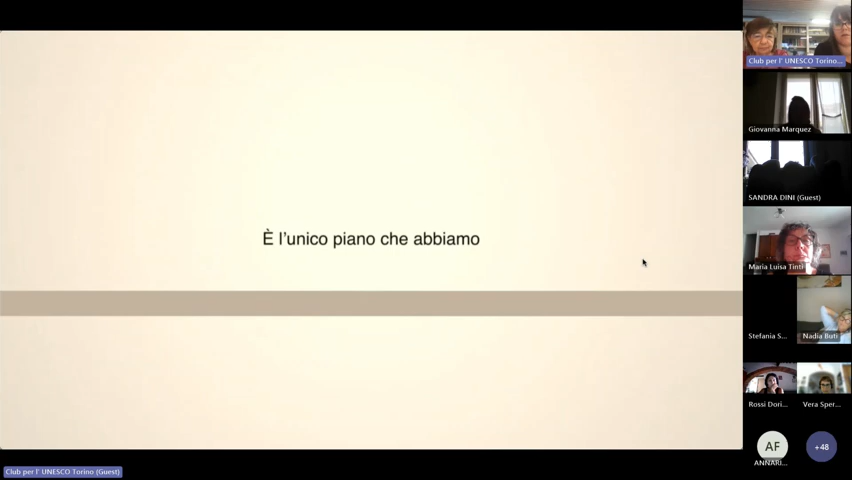 È l'unico piano che abbiamo
Club per l' UNESCO Torino...
Giovanna Marquez
SANDRA DINI (Guest)
Maria Luisa Tinti
Stefania S...
Nadia Buti
Rossi Dori...
Vera Sper...
AF
+48
ANNARI...
Club per l' UNESCO Torino (Guest)